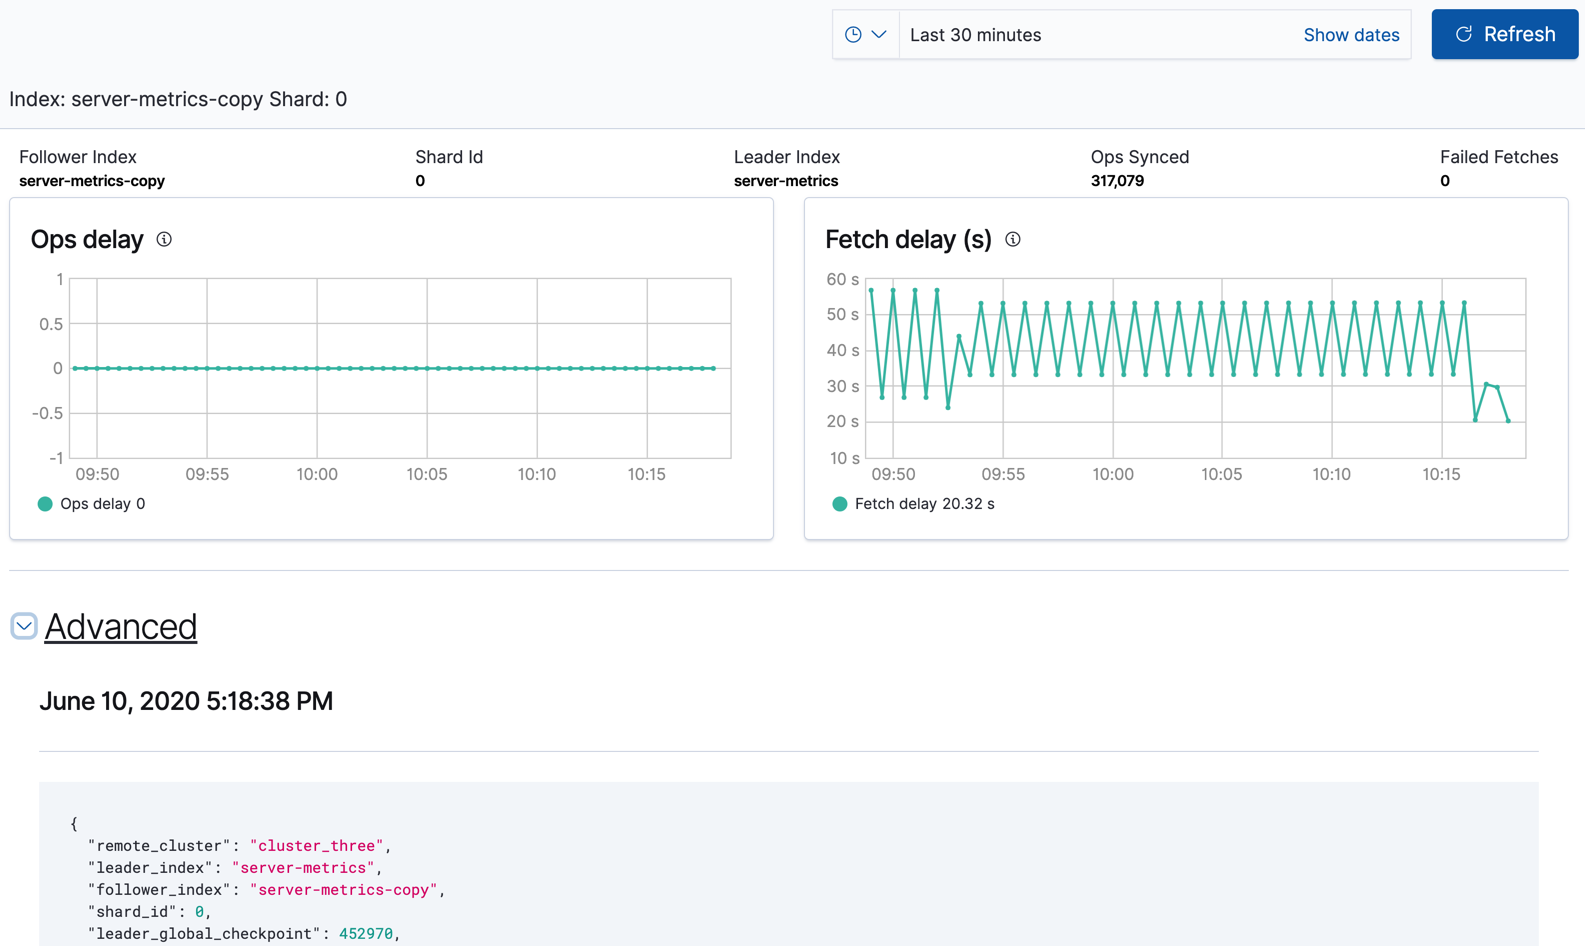 Last 30 minutes Show dates Refresh
Index: server-metrics-copy Shard: 0
Follower Index Shard Id Leader Index Ops Synced Failed Fetches
server-metrics-copy 0 server-metrics 317,079 0
Ops delay
1
0.5
0
-0.5
-1
09:50 09:55 10:00 10:05 10:10 10:15
Ops delay 0
Fetch delay (s)
60 s
50 s
40 s
30 s
20 s
10 s
09:50 09:55 10:00 10:05 10:10 10:15
Fetch delay 20.32 s
Advanced
June 10, 2020 5:18:38 PM
{
"remote_cluster": "cluster_three",
"leader_index": "server-metrics",
"follower_index": "server-metrics-copy",
"shard_id": 0,
"leader_global_checkpoint": 452970,